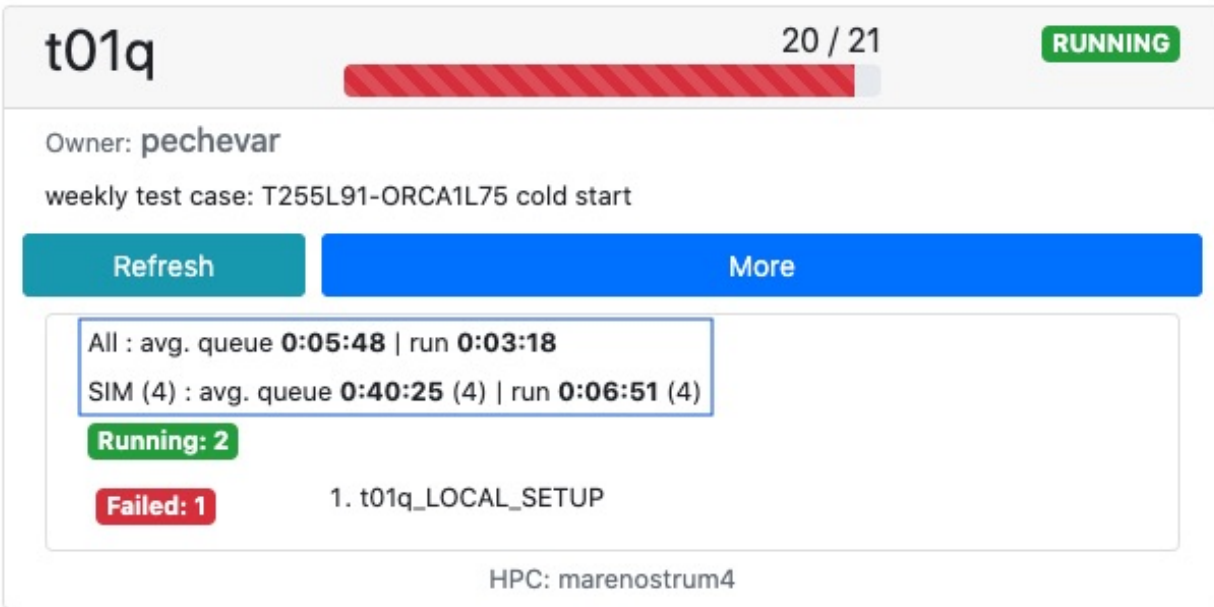 t01q 20 / 21 RUNNING
Owner: pechevar
weekly test case: T255L91-ORCA1L75 cold start
Refresh More
All : avg. queue 0:05:48 | run 0:03:18
SIM (4) : avg. queue 0:40:25 (4) | run 0:06:51 (4)
Running: 2
Failed: 1 1. t01q_LOCAL_SETUP
HPC: marenostrum4